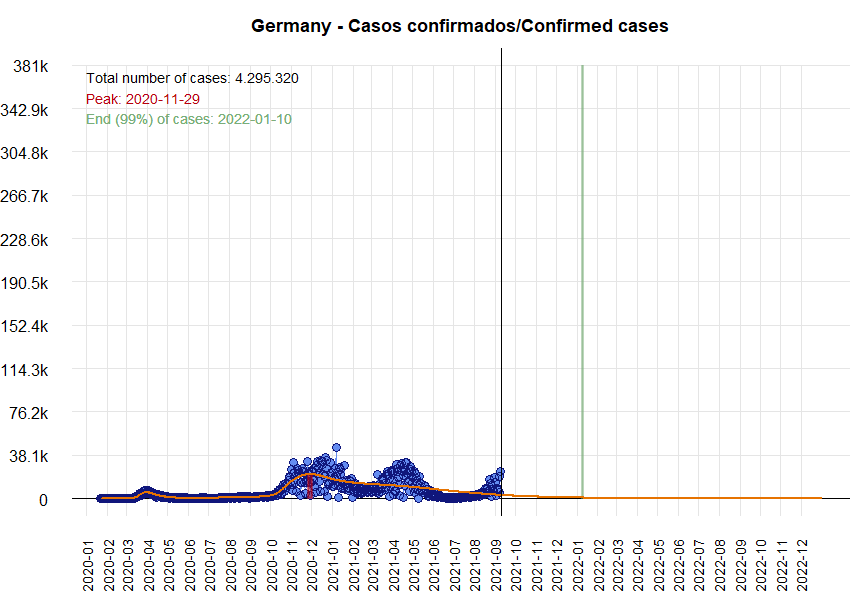 Germany - Casos confirmados/Confirmed cases
381k
342.9k
304.8k
266.7k
228.6k
190.5k
152.4k
114.3k
76.2k
38.1k
0
Total number of cases: 4.295.320
Peak: 2020-11-29
End (99%) of cases: 2022-01-10
2020-01
2020-02
2020-03
2020-04
2020-05
2020-06
2020-07
2020-08
2020-09
2020-10
2020-11
2020-12
2021-01
2021-02
2021-03
2021-04
2021-05
2021-06
2021-07
2021-08
2021-09
2021-10
2021-11
2021-12
2022-01
2022-02
2022-03
2022-04
2022-05
2022-06
2022-07
2022-08
2022-09
2022-10
2022-11
2022-12